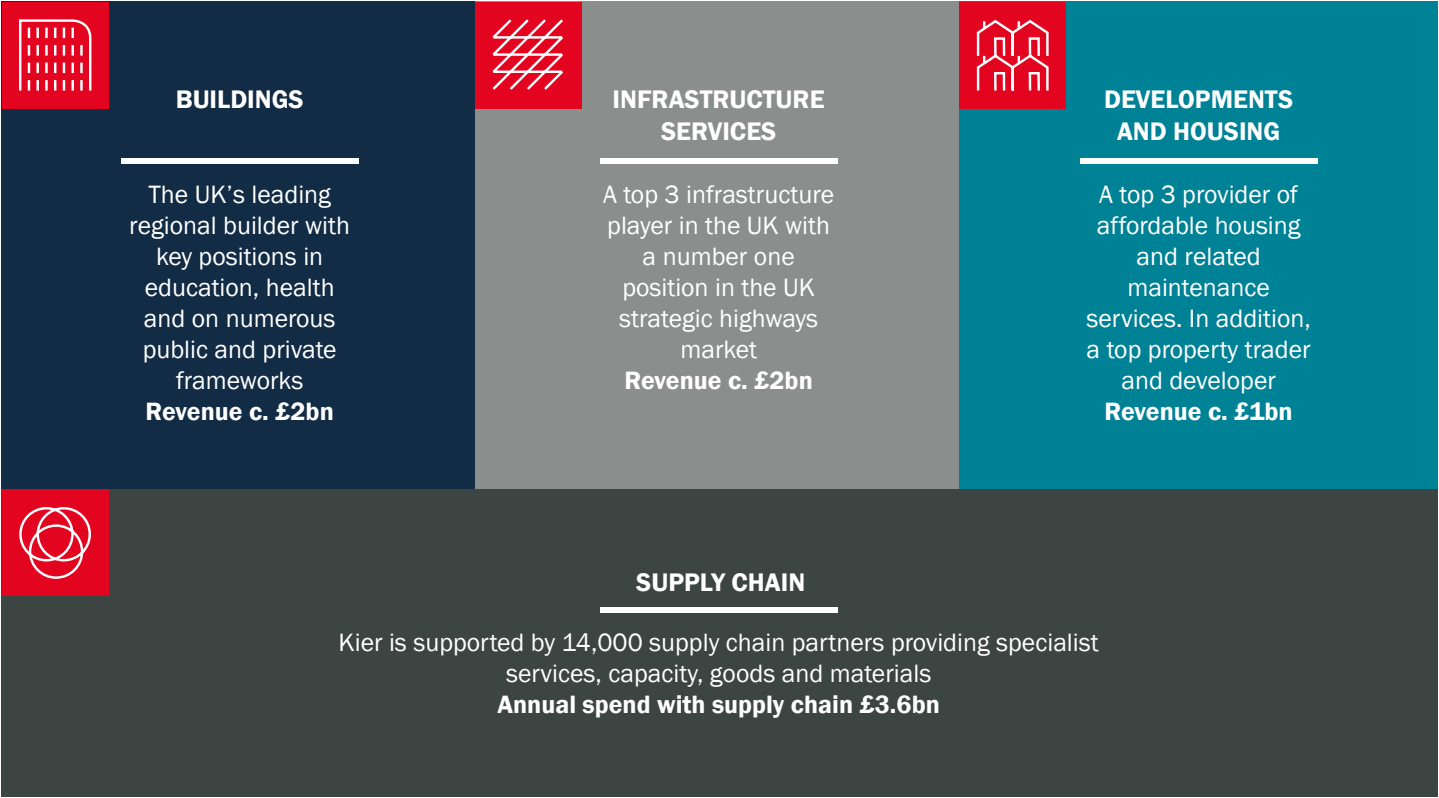 BUILDINGS
The UK’s leading
regional builder with
key positions in
education, health
and on numerous
public and private
frameworks
Revenue c. £2bn
INFRASTRUCTURE
SERVICES
A top 3 infrastructure
player in the UK with
a number one
position in the UK
strategic highways
market
Revenue c. £2bn
DEVELOPMENTS
AND HOUSING
A top 3 provider of
affordable housing
and related
maintenance
services. In addition,
a top property trader
and developer
Revenue c. £1bn
SUPPLY CHAIN
Kier is supported by 14,000 supply chain partners providing specialist
services, capacity, goods and materials
Annual spend with supply chain £3.6bn